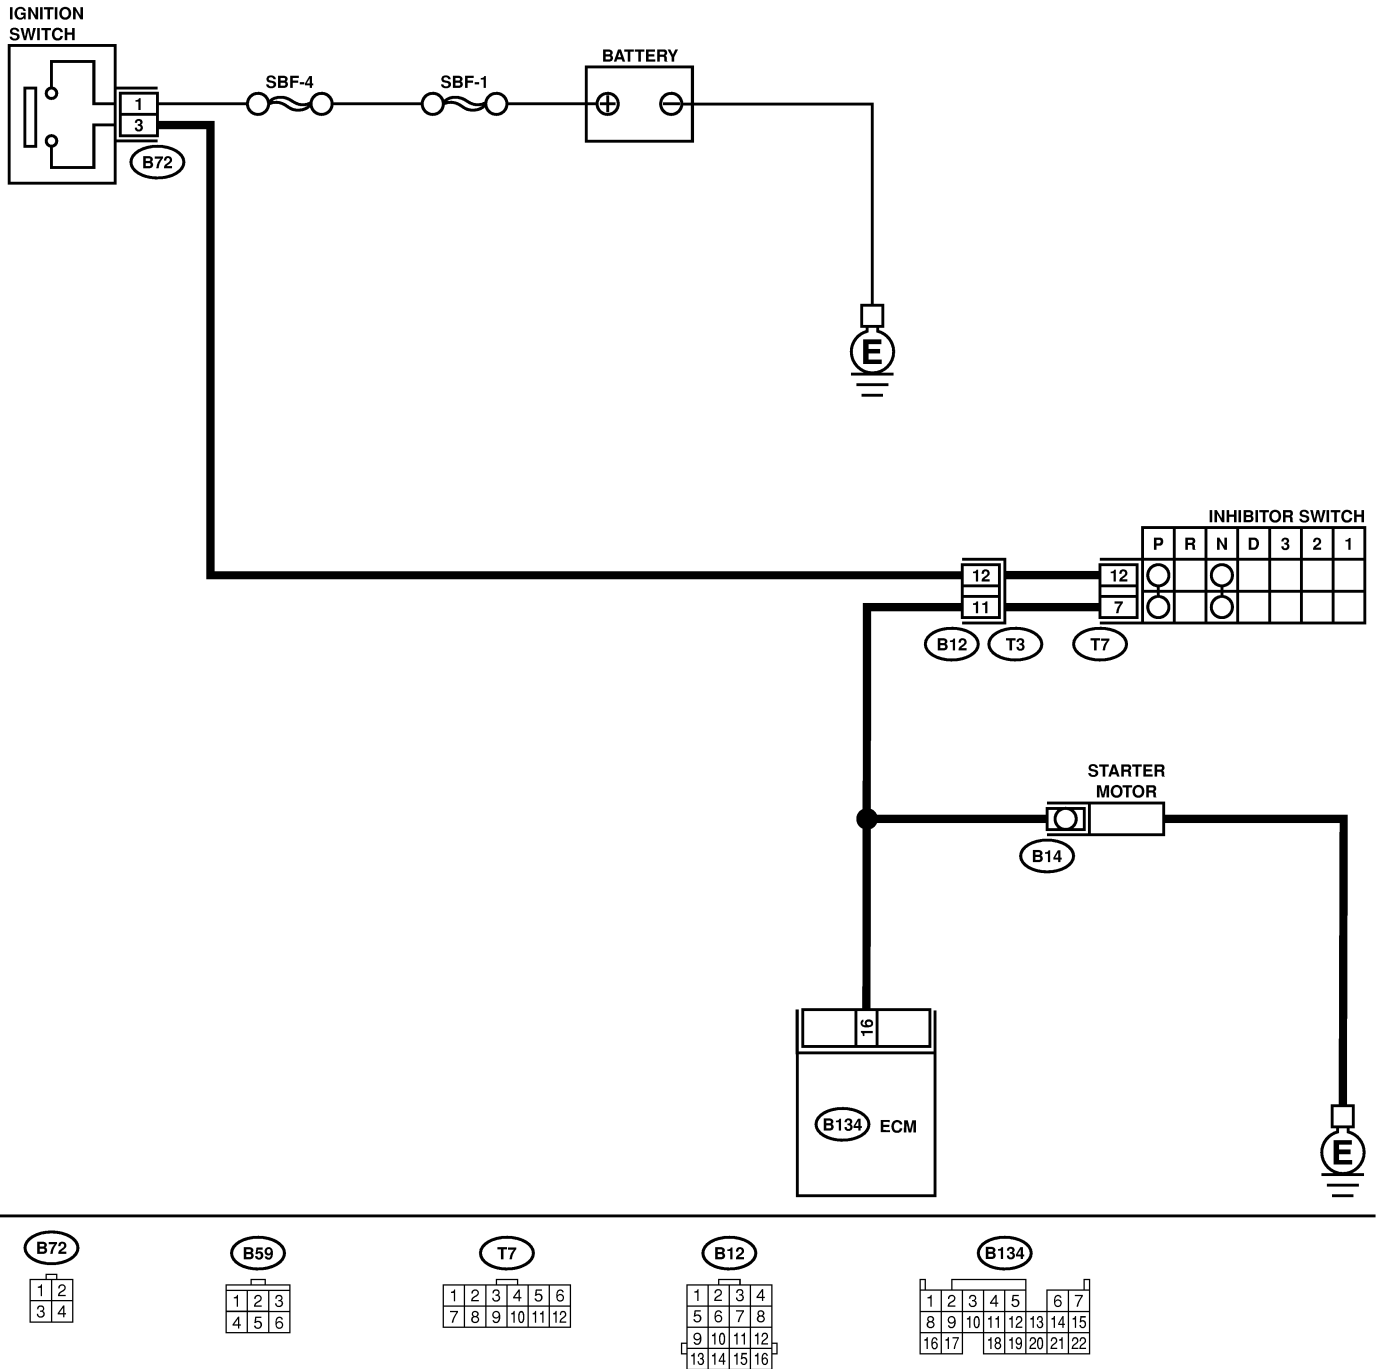 IGNITION
SWITCH
BATTERY
SBF-4
SBF-1
1
3
B72
E
INHIBITOR SWITCH
P R N D 3 2 1
12
12
11
7
B12
T3
T7
STARTER
MOTOR
B14
16
B134
ECM
E
B72
B59
T7
B12
B134
1 2
3 4
1 2 3
4 5 6
1 2 3 4 5 6
7 8 9 10 11 12
1 2 3 4
5 6 7 8
9 10 11 12
13 14 15 16
1 2 3 4 5 6 7
8 9 10 11 12 13 14 15
16 17 18 19 20 21 22